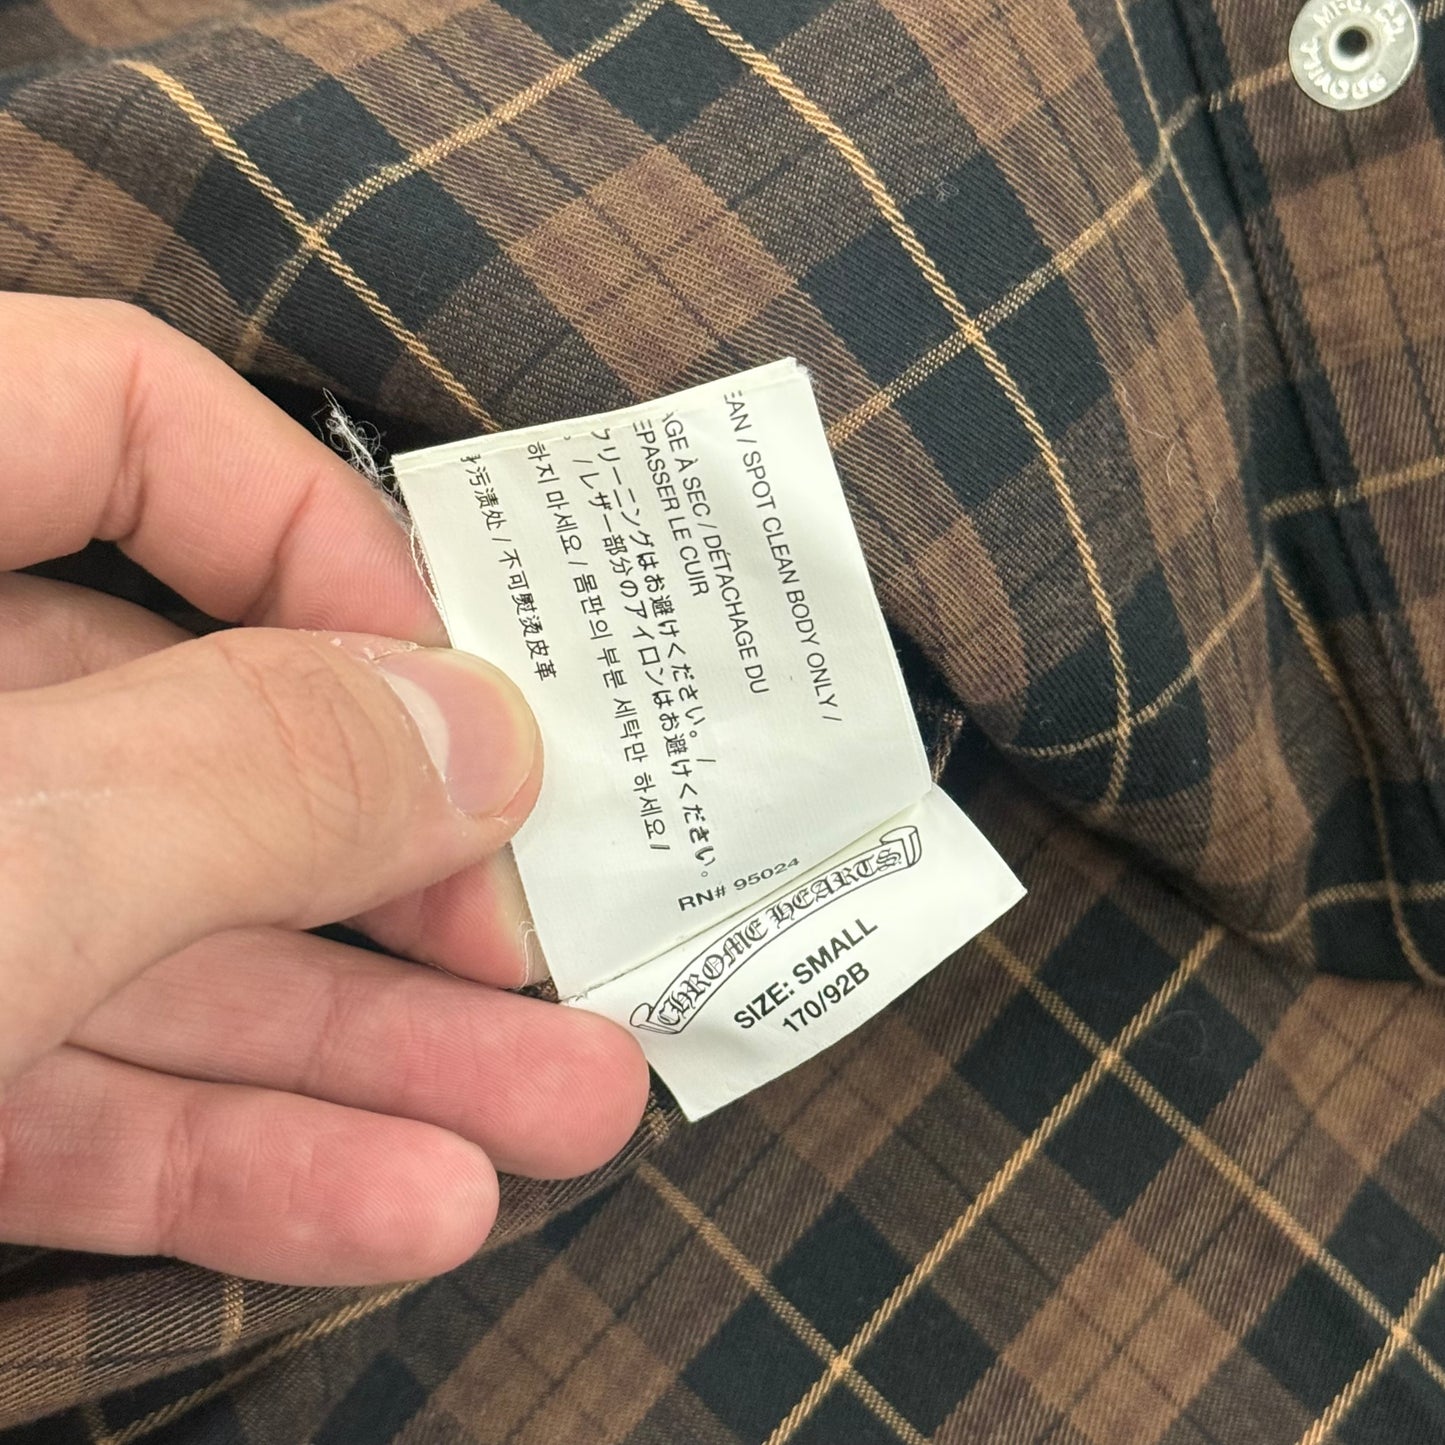 EAN / SPOT CLEAN BODY ONLY /
AGE À SEC / DÉTACHAGE DU
EPASSER LE CUIR
クリーニングはお避けください。 /
/ レザー部分のアイロンはお避けください。
하지 마세요 / 몸판의 부분 세탁만 하세요 /
污渍处 / 不可熨烫皮革
RN# 95024
CHROME HEARTS
SIZE: SMALL
170/92B
SCOVILL MFG. CO.